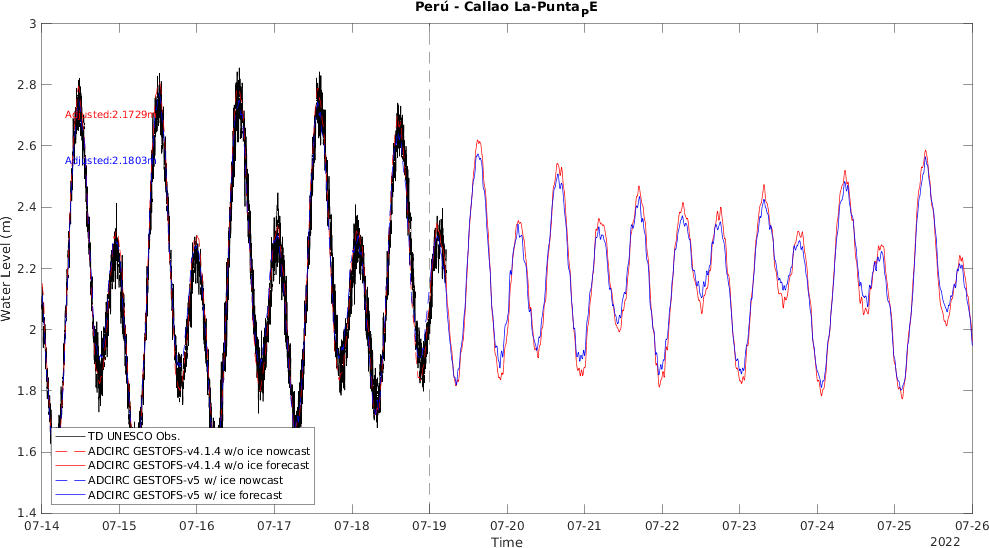 Perú - Callao La-PuntaPE
3
2.8
2.6
2.4
2.2
2
1.8
1.6
1.4
Water Level (m)
Adjusted:2.1729m
Adjusted:2.1803m
TD UNESCO Obs.
ADCIRC GESTOFS-v4.1.4 w/o ice nowcast
ADCIRC GESTOFS-v4.1.4 w/o ice forecast
ADCIRC GESTOFS-v5 w/ ice nowcast
ADCIRC GESTOFS-v5 w/ ice forecast
07-14 07-15 07-16 07-17 07-18 07-19 07-20 07-21 07-22 07-23 07-24 07-25 07-26
Time
2022